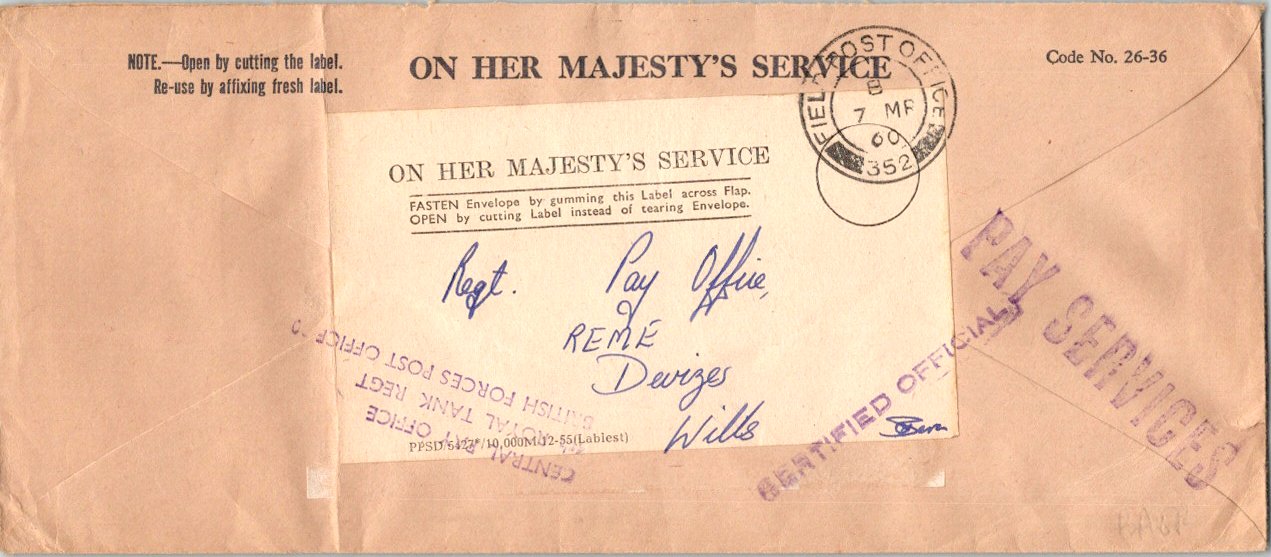 NOTE.—Open by cutting the label.
Re-use by affixing fresh label.
ON HER MAJESTY'S SERVICE
Code No. 26-36
FIELD POST OFFICE
B
7 MR
60
352
ON HER MAJESTY'S SERVICE
FASTEN Envelope by gumming this Label across Flap.
OPEN by cutting Label instead of tearing Envelope.
Regt. Pay Office,
REME
Devizes
Wilts
PAY SERVICES
CERTIFIED OFFICIAL
CENTRAL PAY OFFICE
ROYAL TANK REGT
BRITISH FORCES POST OFFICE
PPSD/5427*/10,000M 12-55(Lablest)